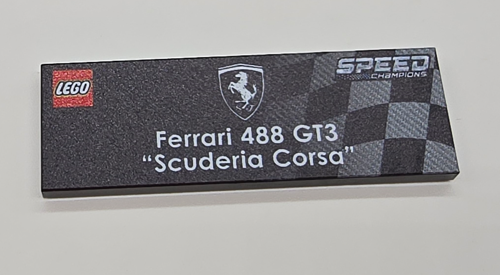 LEGO
SPEED
CHAMPIONS
Ferrari 488 GT3
“Scuderia Corsa”